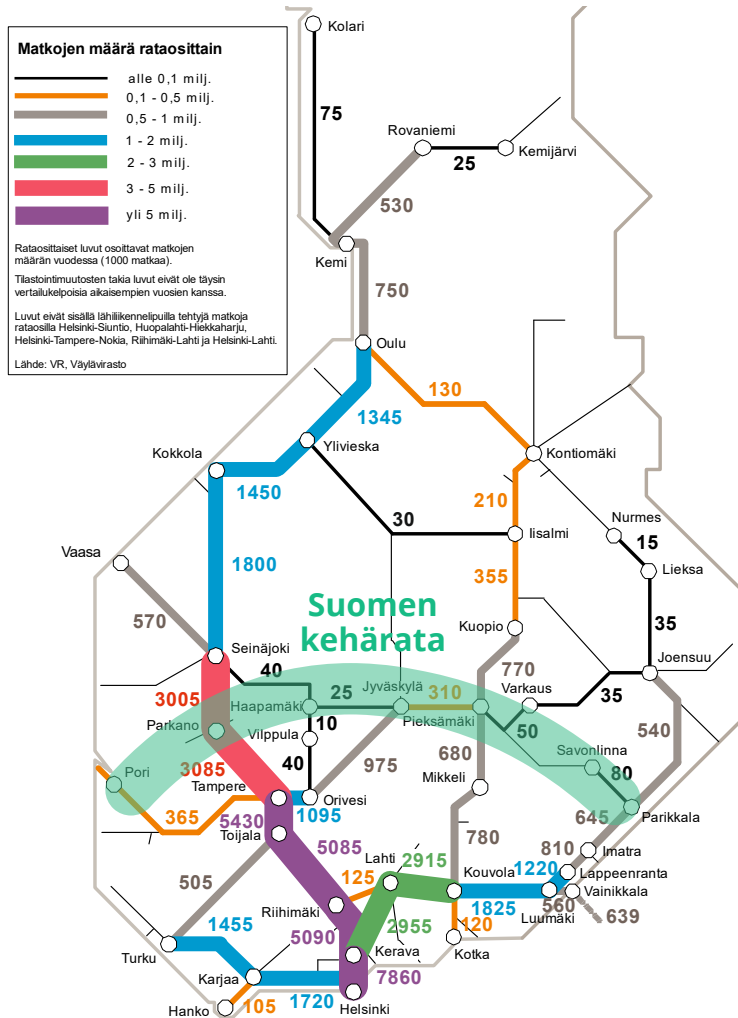 Matkojen määrä rataosittain
alle 0,1 milj.
0,1 - 0,5 milj.
0,5 - 1 milj.
1 - 2 milj.
2 - 3 milj.
3 - 5 milj.
yli 5 milj.
Rataosittaiset luvut osoittavat matkojen
määrän vuodessa (1000 matkaa).
Tilastointimuutosten takia luvut eivät ole täysin
vertailukelpoisia aikaisempien vuosien kanssa.
Luvut eivät sisällä lähiliikennelipuilla tehtyjä matkoja
rataosilla Helsinki-Siuntio, Huopalahti-Hiekkaharju,
Helsinki-Tampere-Nokia, Riihimäki-Lahti ja Helsinki-Lahti.
Lähde: VR, Väylävirasto
Kolari
75
Rovaniemi
25
Kemijärvi
530
Kemi
750
Oulu
130
1345
Ylivieska
Kokkola
1450
Kontiomäki
210
30
Iisalmi
Nurmes
15
Lieksa
Vaasa
1800
355
570
Suomen
kehärata
Kuopio
35
Seinäjoki
40
770
Joensuu
3005
Haapamäki
25
Jyväskylä
310
Pieksämäki
Varkaus
35
50
540
Parkano
10
Vilppula
3085
40
975
680
Savonlinna
80
Pori
Tampere
Mikkeli
365
1095
Orivesi
645
Parikkala
5430
Toijala
5085
780
810
Imatra
Lahti
2915
Kouvola
1220
Lappeenranta
505
125
1825
Luumäki
560
Vainikkala
639
Riihimäki
1455
5090
2955
120
Turku
Kerava
Kotka
Karjaa
7860
1720
Hanko
105
Helsinki